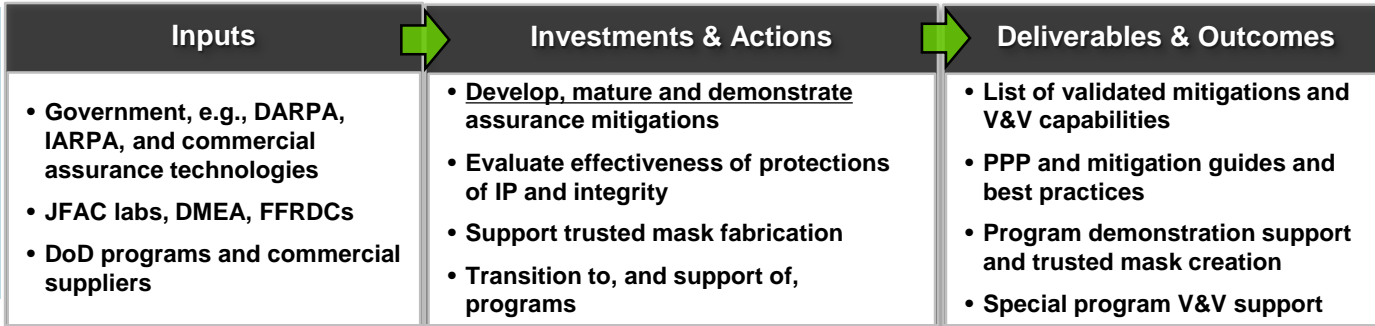 Inputs
Investments & Actions
Deliverables & Outcomes
• Government, e.g., DARPA,
IARPA, and commercial
assurance technologies
• JFAC labs, DMEA, FFRDCs
• DoD programs and commercial
suppliers
• Develop, mature and demonstrate
assurance mitigations
• Evaluate effectiveness of protections
of IP and integrity
• Support trusted mask fabrication
• Transition to, and support of,
programs
• List of validated mitigations and
V&V capabilities
• PPP and mitigation guides and
best practices
• Program demonstration support
and trusted mask creation
• Special program V&V support